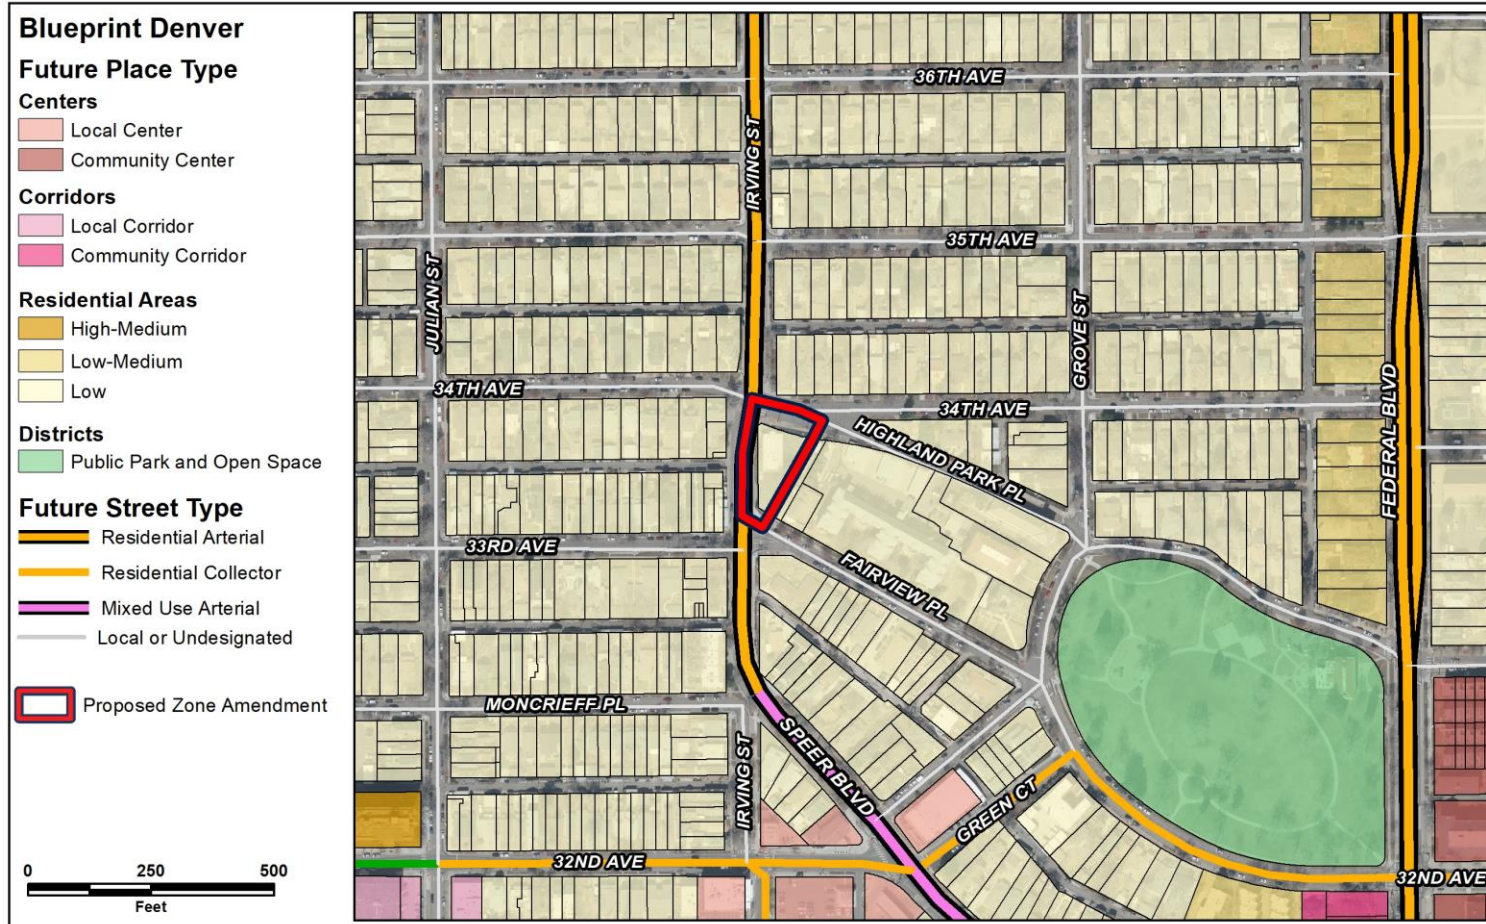 Blueprint Denver
Future Place Type
Centers
Local Center
Community Center
Corridors
Local Corridor
Community Corridor
Residential Areas
High-Medium
Low-Medium
Low
Districts
Public Park and Open Space
Future Street Type
Residential Arterial
Residential Collector
Mixed Use Arterial
Local or Undesignated
Proposed Zone Amendment
0 250 500
Feet
36TH AVE
IRVING ST
35TH AVE
JULIAN ST
GROVE ST
34TH AVE
34TH AVE
FEDERAL BLVD
HIGHLAND PARK PL
33RD AVE
FAIRVIEW PL
MONCRIEFF PL
SPEER BLVD
IRVING ST
GREEN CT
32ND AVE
32ND AVE